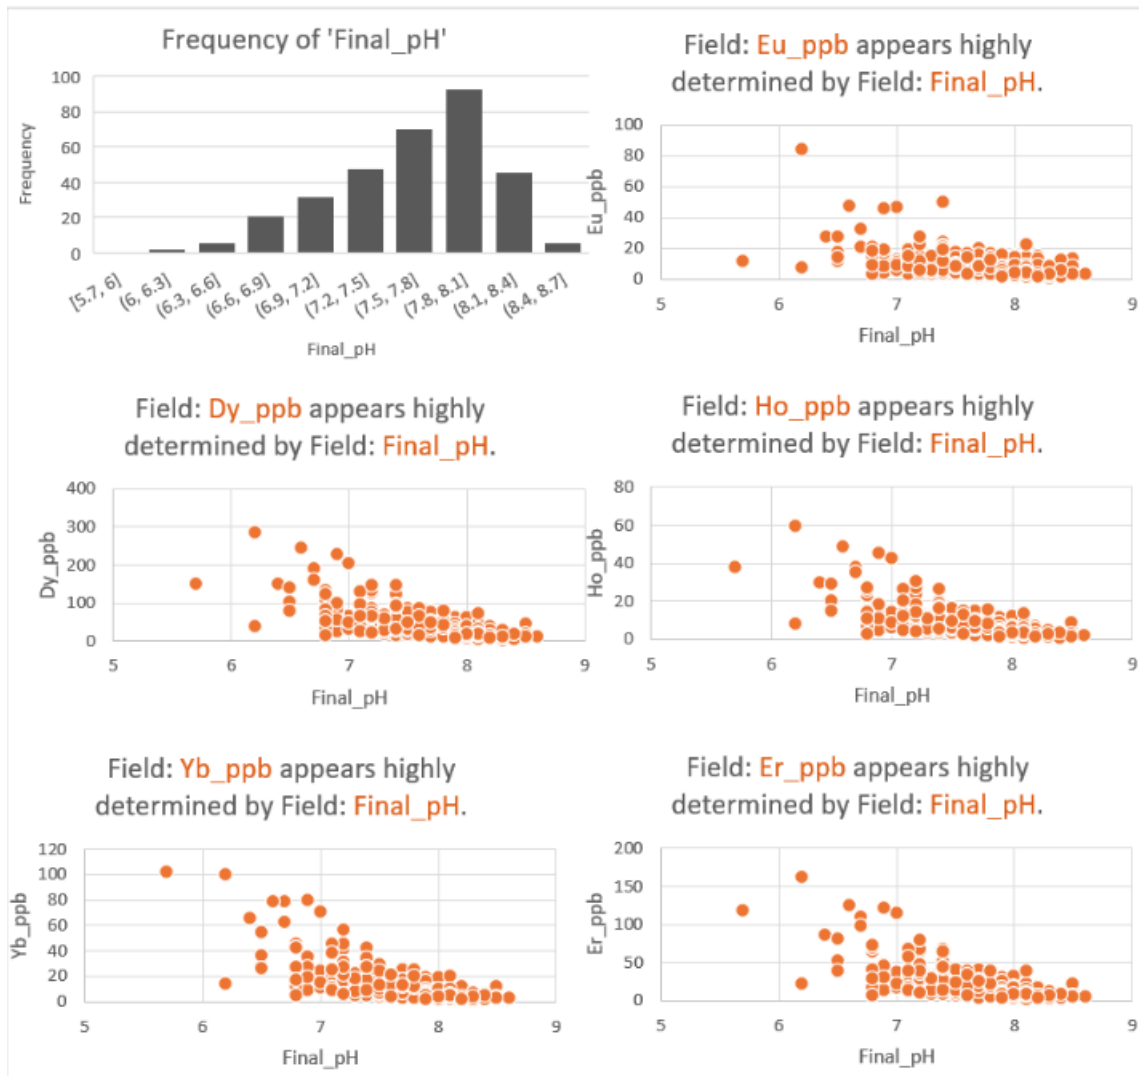 Frequency of 'Final_pH'
Frequency
100
80
60
40
20
0
[5.7, 6]
(6, 6.3]
(6.3, 6.6]
(6.6, 6.9]
(6.9, 7.2]
(7.2, 7.5]
(7.5, 7.8]
(7.8, 8.1]
(8.1, 8.4]
(8.4, 8.7]
Final_pH
Field: Eu_ppb appears highly
determined by Field: Final_pH.
Eu_ppb
100
80
60
40
20
0
5 6 7 8 9
Final_pH
Field: Dy_ppb appears highly
determined by Field: Final_pH.
Dy_ppb
400
300
200
100
0
5 6 7 8 9
Final_pH
Field: Ho_ppb appears highly
determined by Field: Final_pH.
Ho_ppb
80
60
40
20
0
5 6 7 8 9
Final_pH
Field: Yb_ppb appears highly
determined by Field: Final_pH.
Yb_ppb
120
100
80
60
40
20
0
5 6 7 8 9
Final_pH
Field: Er_ppb appears highly
determined by Field: Final_pH.
Er_ppb
200
150
100
50
0
5 6 7 8 9
Final_pH